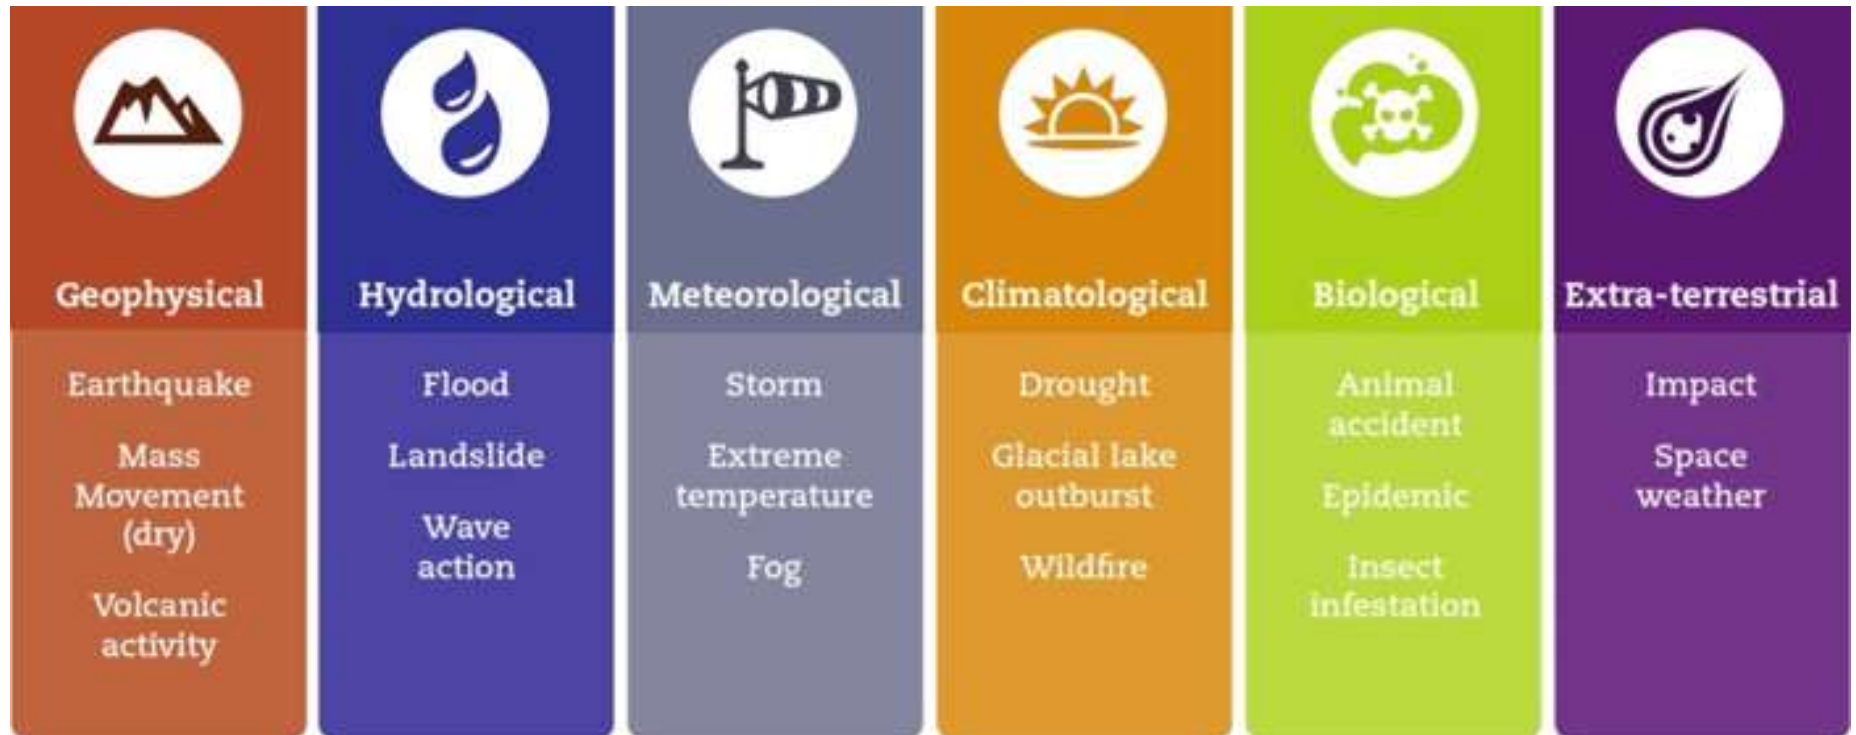 Geophysical
Earthquake
Mass
Movement
(dry)
Volcanic
activity
Hydrological
Flood
Landslide
Wave
action
Meteorological
Storm
Extreme
temperature
Fog
Climatological
Drought
Glacial lake
outburst
Wildfire
Biological
Animal
accident
Epidemic
Insect
infestation
Extra-terrestrial
Impact
Space
weather